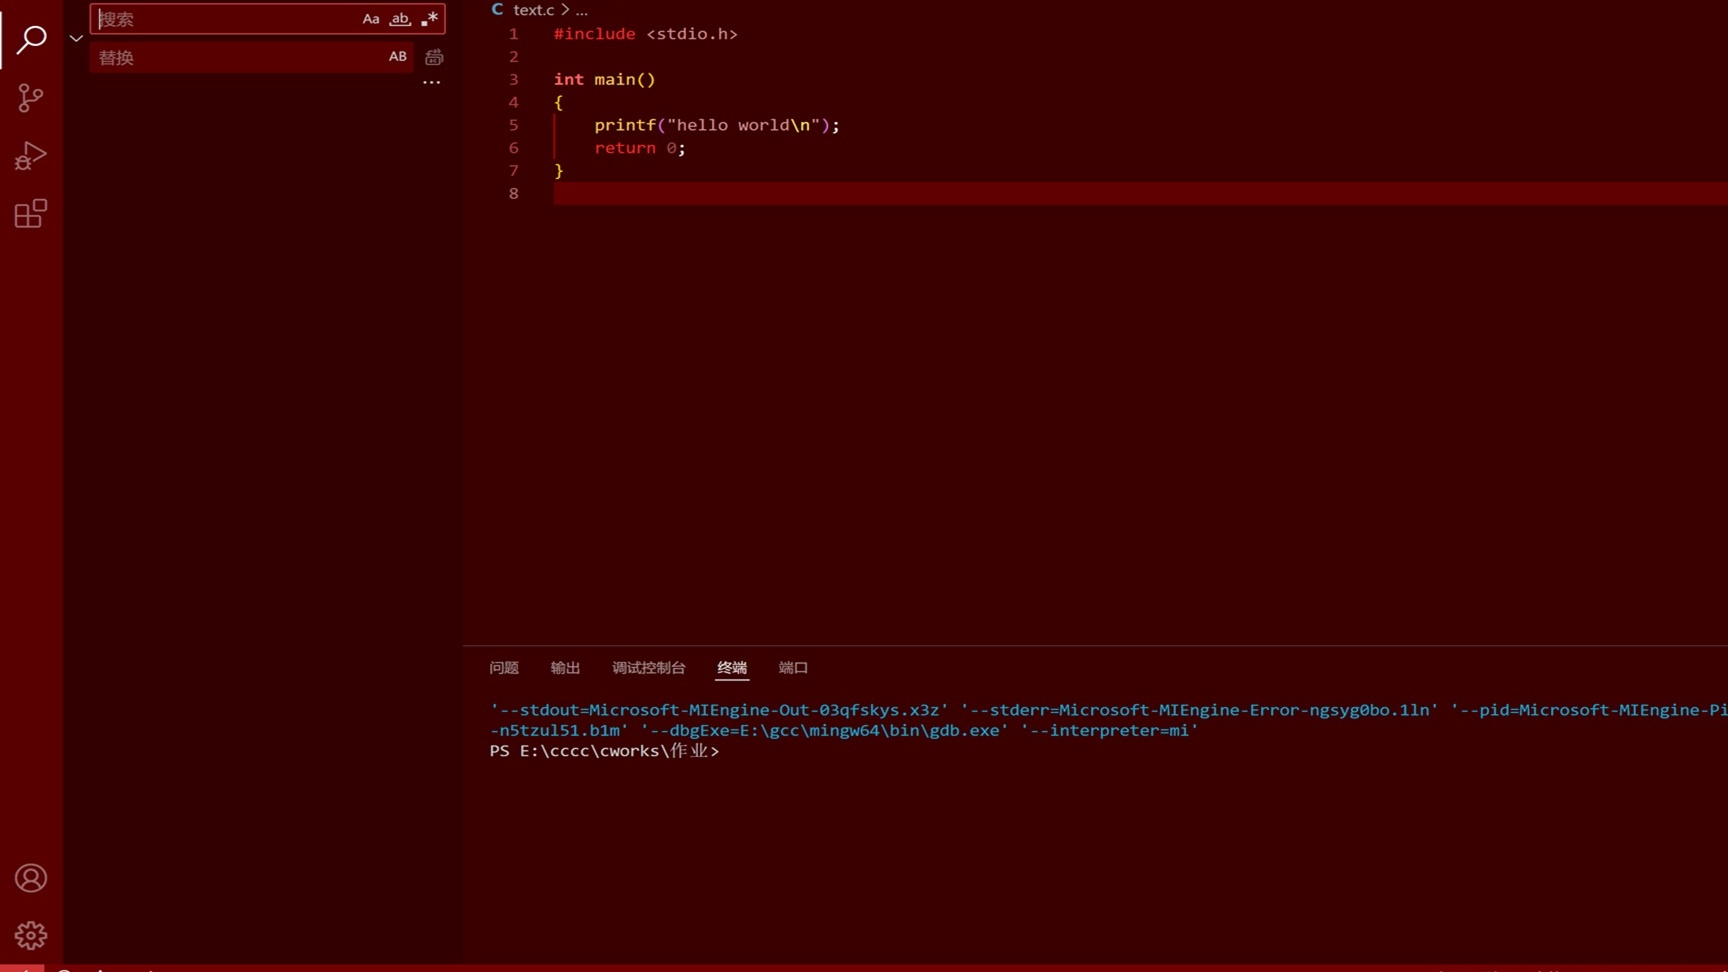 搜索
Aa ab .*
替换
AB
...
C text.c > ...
1 #include <stdio.h>
2
3 int main()
4 {
5 printf("hello world\n");
6 return 0;
7 }
8
问题 输出 调试控制台 终端 端口
'--stdout=Microsoft-MIEngine-Out-03qfskys.x3z' '--stderr=Microsoft-MIEngine-Error-ngsyg0bo.1ln' '--pid=Microsoft-MIEngine-Pi
-n5tzul51.b1m' '--dbgExe=E:\gcc\mingw64\bin\gdb.exe' '--interpreter=mi'
PS E:\cccc\cworks\作业>